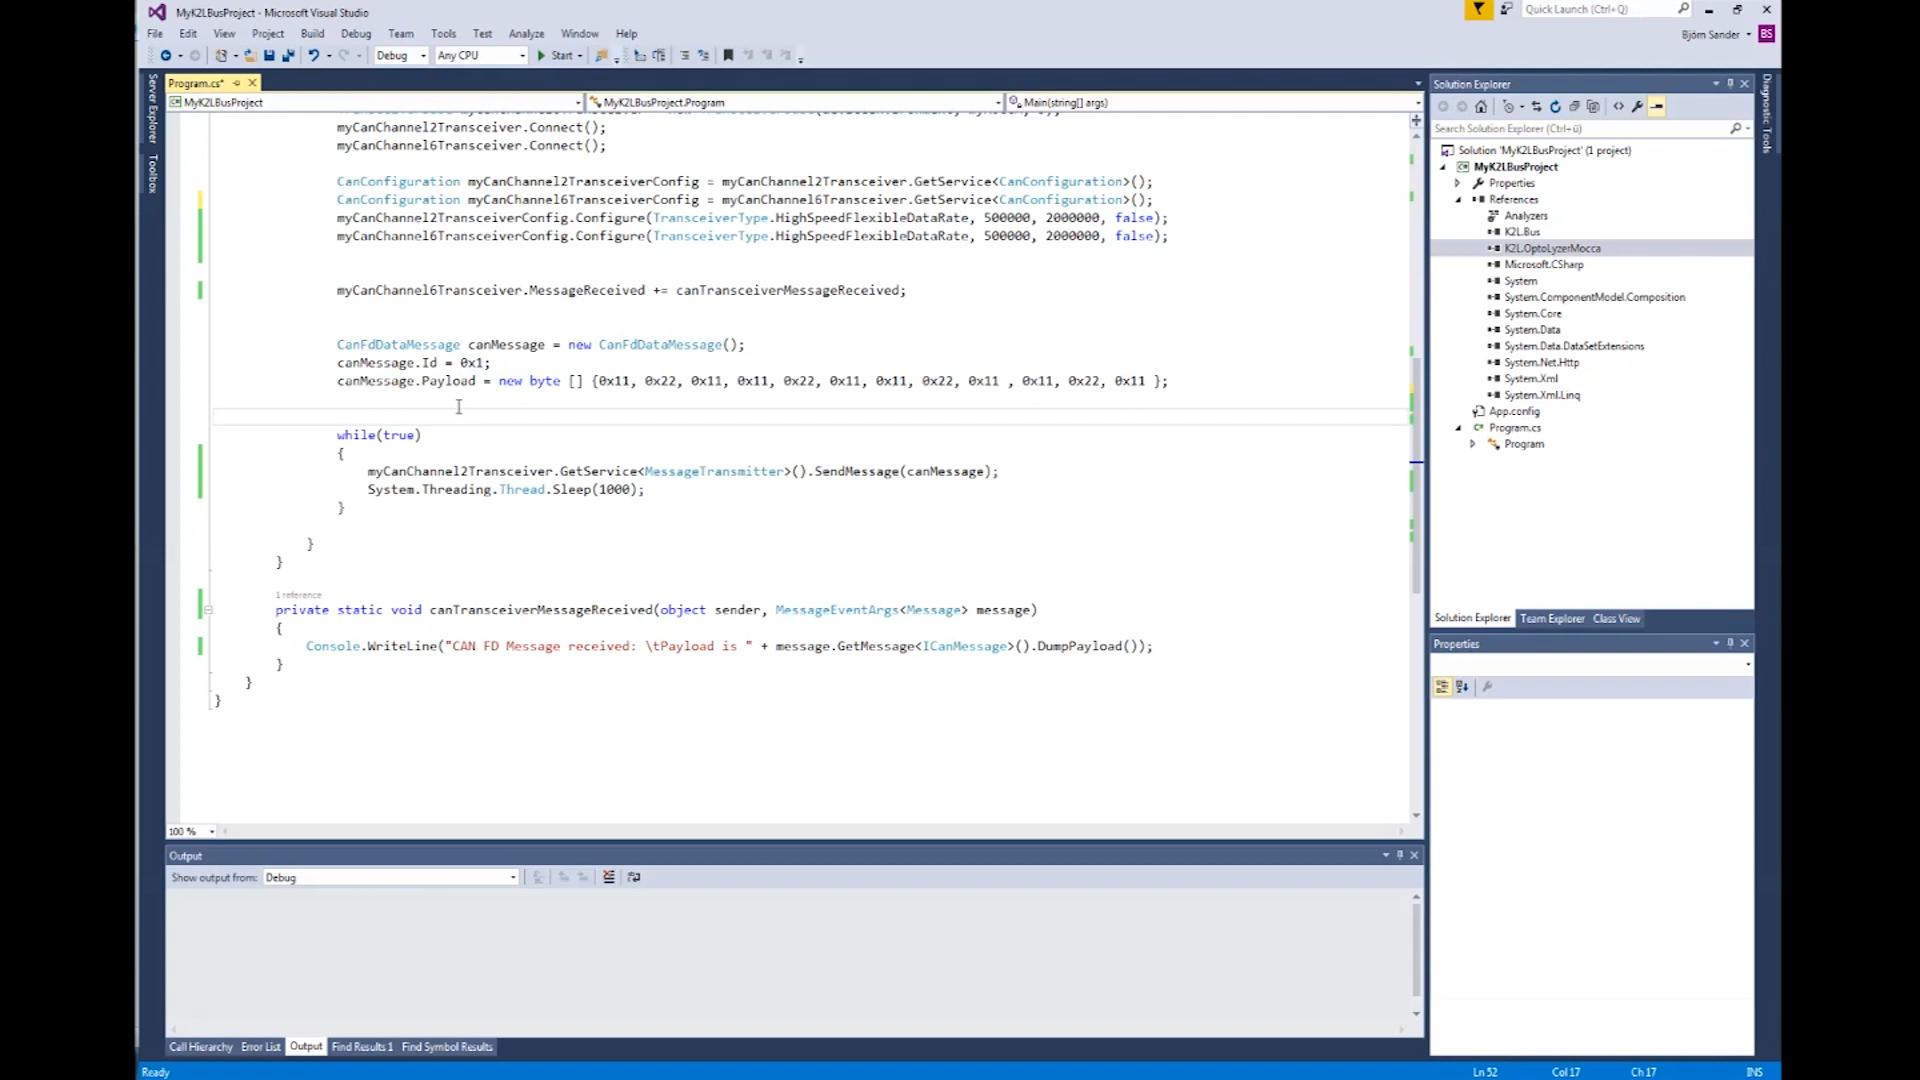 MyK2LBusProject - Microsoft Visual Studio
Quick Launch (Ctrl+Q)
File Edit View Project Build Debug Team Tools Test Analyze Window Help
Björn Sander
BS
Debug Any CPU Start
Server Explorer
Toolbox
Diagnostic Tools
Program.cs*
MyK2LBusProject
MyK2LBusProject.Program
Main(string[] args)
myCanChannel2Transceiver.Connect();
myCanChannel6Transceiver.Connect();
CanConfiguration myCanChannel2TransceiverConfig = myCanChannel2Transceiver.GetService<CanConfiguration>();
CanConfiguration myCanChannel6TransceiverConfig = myCanChannel6Transceiver.GetService<CanConfiguration>();
myCanChannel2TransceiverConfig.Configure(TransceiverType.HighSpeedFlexibleDataRate, 500000, 2000000, false);
myCanChannel6TransceiverConfig.Configure(TransceiverType.HighSpeedFlexibleDataRate, 500000, 2000000, false);
myCanChannel6Transceiver.MessageReceived += canTransceiverMessageReceived;
CanFdDataMessage canMessage = new CanFdDataMessage();
canMessage.Id = 0x1;
canMessage.Payload = new byte [] {0x11, 0x22, 0x11, 0x11, 0x22, 0x11, 0x11, 0x22, 0x11 , 0x11, 0x22, 0x11 };
while(true)
{
myCanChannel2Transceiver.GetService<MessageTransmitter>().SendMessage(canMessage);
System.Threading.Thread.Sleep(1000);
}
}
}
1 reference
private static void canTransceiverMessageReceived(object sender, MessageEventArgs<Message> message)
{
Console.WriteLine("CAN FD Message received: \tPayload is " + message.GetMessage<ICanMessage>().DumpPayload());
}
}
}
100 %
Output
Show output from: Debug
Call Hierarchy Error List Output Find Results 1 Find Symbol Results
Solution Explorer
Search Solution Explorer (Ctrl+ü)
Solution 'MyK2LBusProject' (1 project)
MyK2LBusProject
Properties
References
Analyzers
K2L.Bus
K2L.OptoLyzerMocca
Microsoft.CSharp
System
System.ComponentModel.Composition
System.Core
System.Data
System.Data.DataSetExtensions
System.Net.Http
System.Xml
System.Xml.Linq
App.config
Program.cs
Program
Solution Explorer Team Explorer Class View
Properties
Ready
Ln 52 Col 17 Ch 17 INS